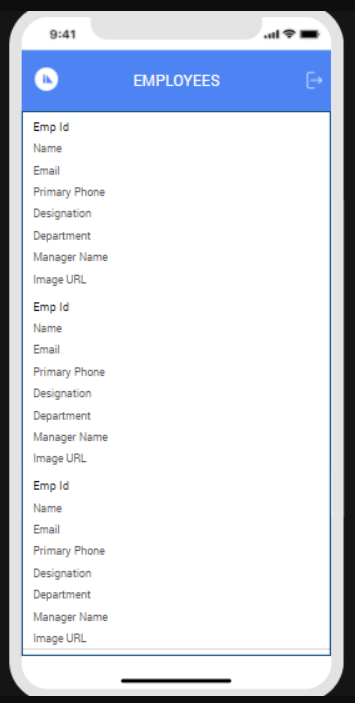 9:41
EMPLOYEES
Emp Id
Name
Email
Primary Phone
Designation
Department
Manager Name
Image URL
Emp Id
Name
Email
Primary Phone
Designation
Department
Manager Name
Image URL
Emp Id
Name
Email
Primary Phone
Designation
Department
Manager Name
Image URL